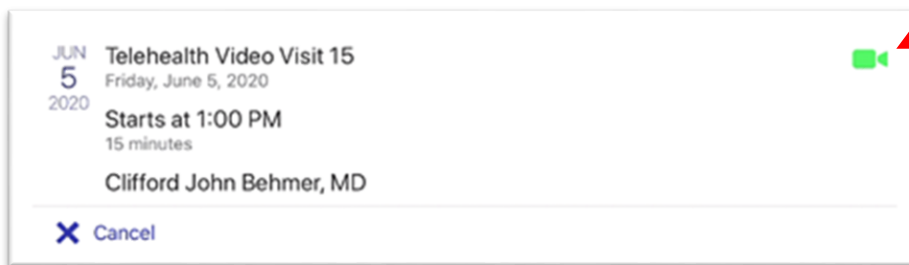 JUN
5
2020
Telehealth Video Visit 15
Friday, June 5, 2020
Starts at 1:00 PM
15 minutes
Clifford John Behmer, MD
Cancel